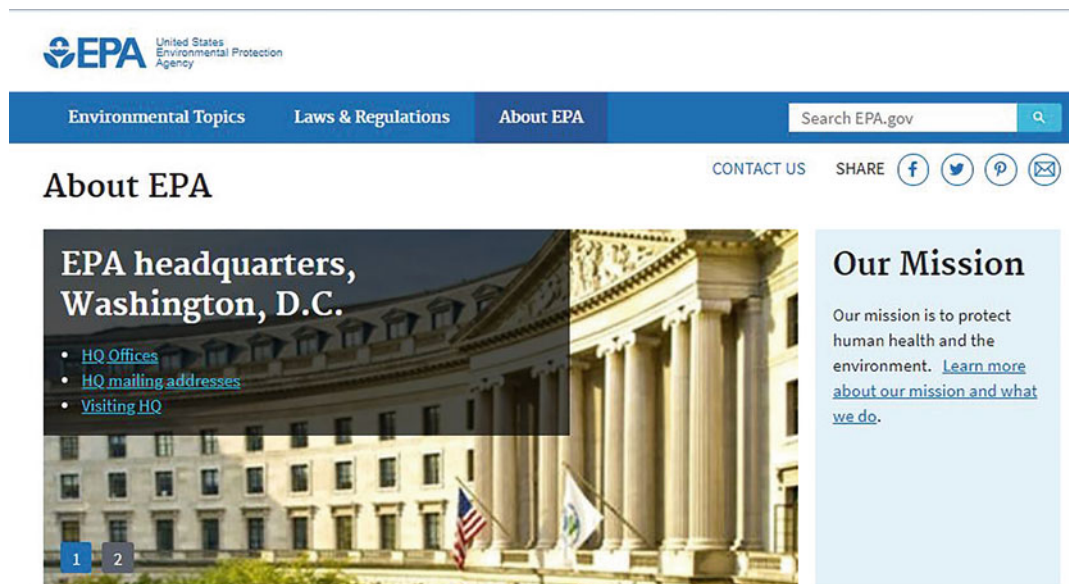 EPA
United States
Environmental Protection
Agency
Environmental Topics
Laws & Regulations
About EPA
Search EPA.gov
About EPA
CONTACT US
SHARE
EPA headquarters,
Washington, D.C.
• HQ Offices
• HQ mailing addresses
• Visiting HQ
1
2
Our Mission
Our mission is to protect
human health and the
environment. Learn more
about our mission and what
we do.